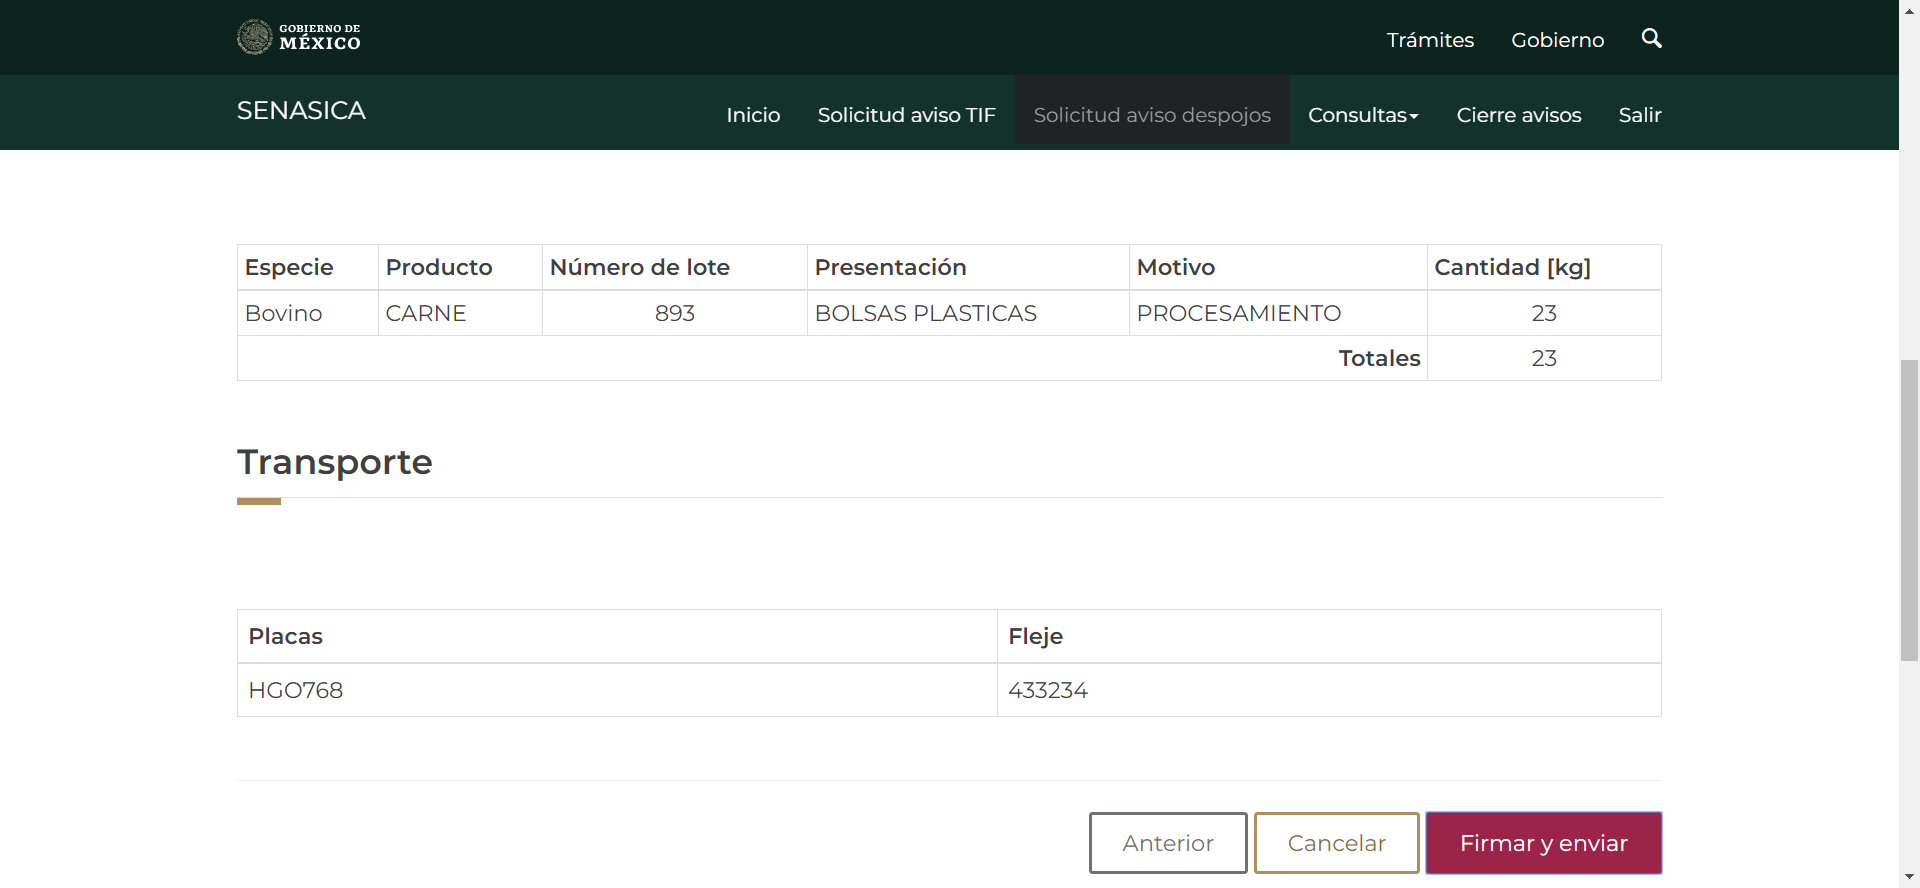 GOBIERNO DE
MÉXICO
Trámites Gobierno
SENASICA
Inicio Solicitud aviso TIF Solicitud aviso despojos Consultas Cierre avisos Salir
Especie Producto Número de lote Presentación Motivo Cantidad [kg]
Bovino CARNE 893 BOLSAS PLASTICAS PROCESAMIENTO 23
Totales 23
Transporte
Placas Fleje
HGO768 433234
Anterior Cancelar Firmar y enviar